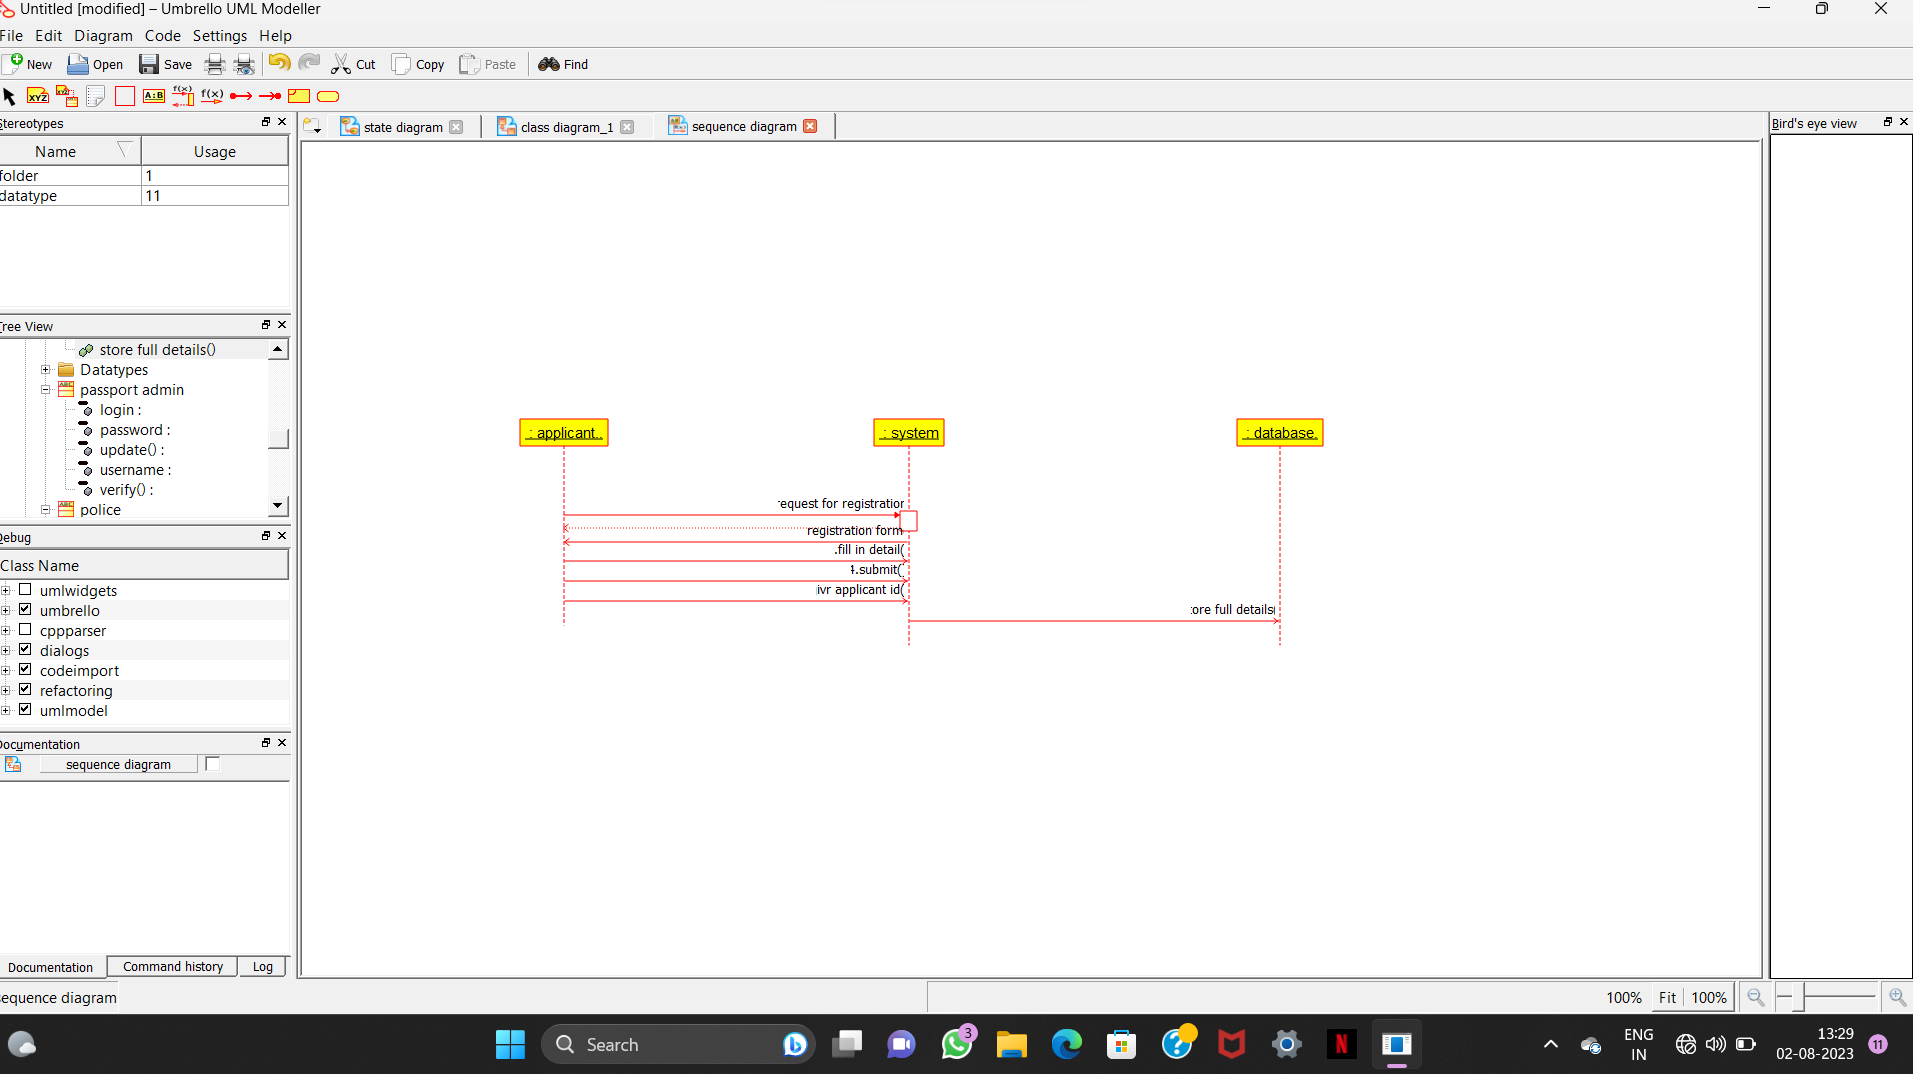 Untitled [modified] – Umbrello UML Modeller
File Edit Diagram Code Settings Help
New Open Save Cut Copy Paste Find
XYZ XYZ A:B f(x) f(x)
Stereotypes
Name Usage
folder 1
datatype 11
Tree View
store full details()
Datatypes
passport admin
login :
password :
update() :
username :
verify() :
police
Debug
Class Name
umlwidgets
umbrello
cppparser
dialogs
codeimport
refactoring
umlmodel
Documentation
sequence diagram
Documentation Command history Log
sequence diagram
state diagram class diagram_1 sequence diagram
Bird's eye view
: applicant..
: system
: database.
equest for registration
registration form
.fill in detail(
4.submit(
ivr applicant id(
ore full details
100% Fit 100%
Search
3
ENG
IN
13:29
02-08-2023
11